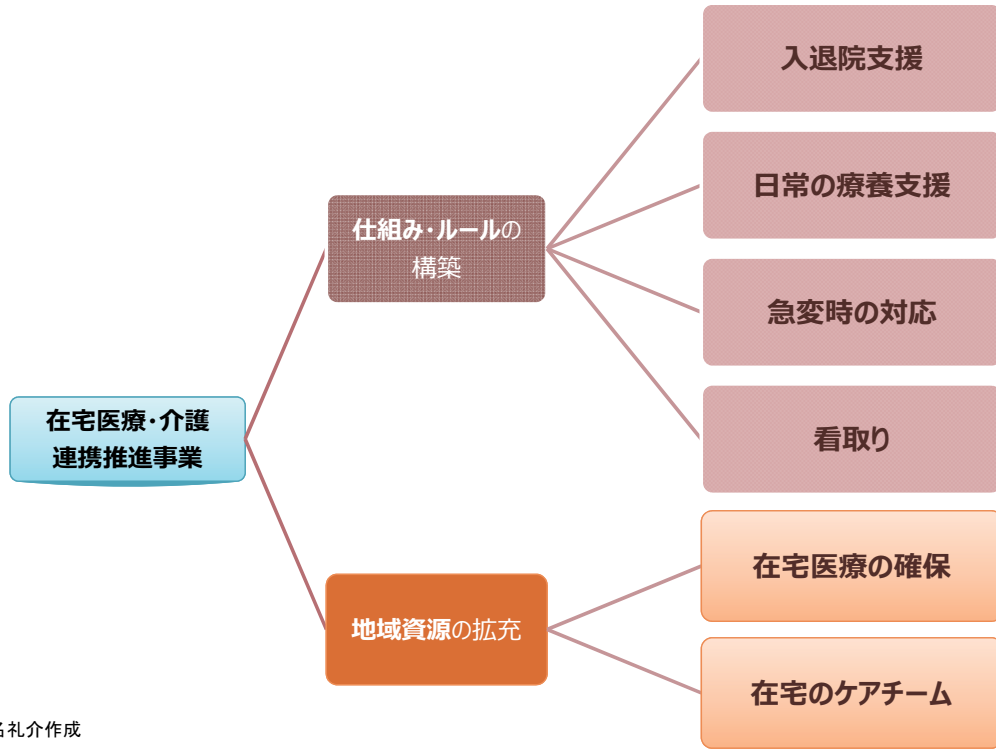 在宅医療・介護
連携推進事業
仕組み・ルールの
構築
入退院支援
日常の療養支援
急変時の対応
看取り
地域資源の拡充
在宅医療の確保
在宅のケアチーム
名礼介作成